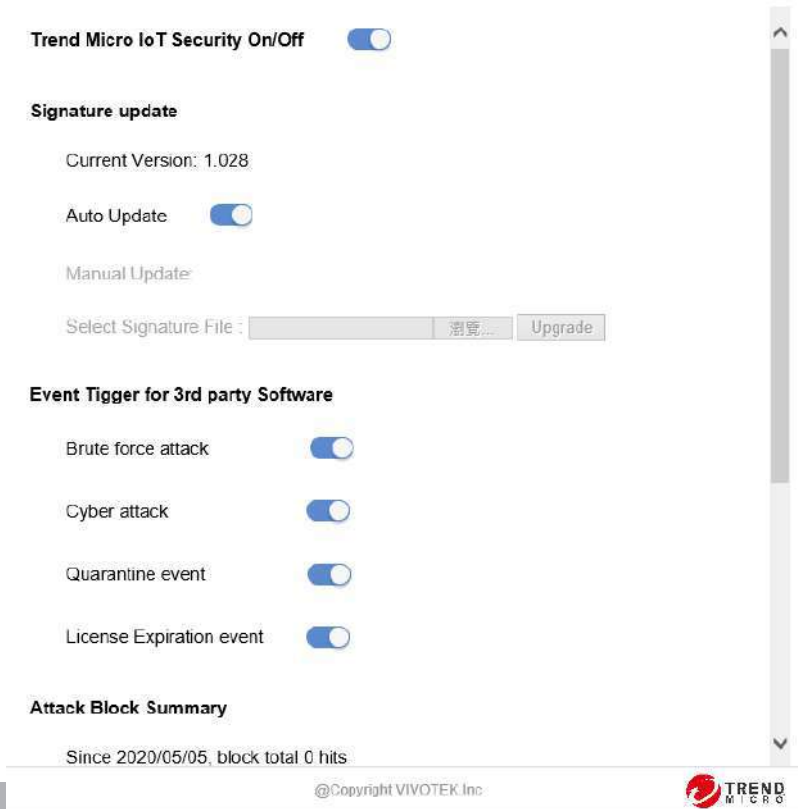 Trend Micro IoT Security On/Off
Signature update
Current Version: 1.028
Auto Update
Manual Update:
Select Signature File : 瀏覽... Upgrade
Event Tigger for 3rd party Software
Brute force attack
Cyber attack
Quarantine event
License Expiration event
Attack Block Summary
Since 2020/05/05, block total 0 hits
@Copyright VIVOTEK Inc
TREND
MICRO